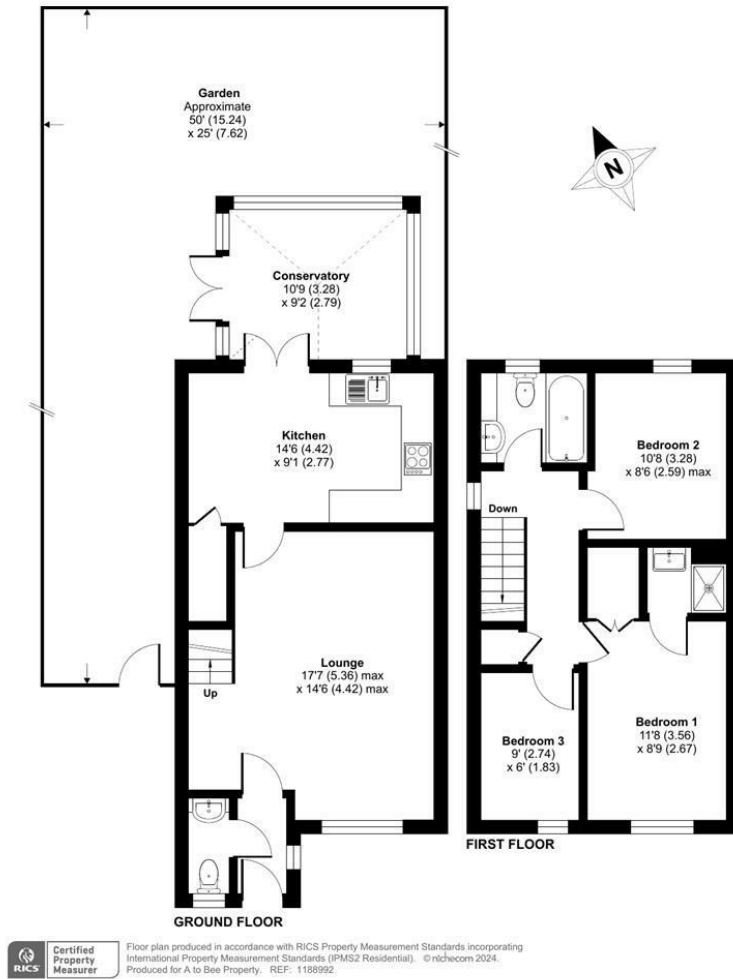 Garden
Approximate
50' (15.24)
x 25' (7.62)
N
Conservatory
10'9 (3.28)
x 9'2 (2.79)
Kitchen
14'6 (4.42)
x 9'1 (2.77)
Lounge
17'7 (5.36) max
x 14'6 (4.42) max
Up
GROUND FLOOR
Bedroom 2
10'8 (3.28)
x 8'6 (2.59) max
Down
Bedroom 1
11'8 (3.56)
x 8'9 (2.67)
Bedroom 3
9' (2.74)
x 6' (1.83)
FIRST FLOOR
RICS
Certified
Property
Measurer
Floor plan produced in accordance with RICS Property Measurement Standards incorporating
International Property Measurement Standards (IPMS2 Residential). © nichecom 2024.
Produced for A to Bee Property. REF: 1188992